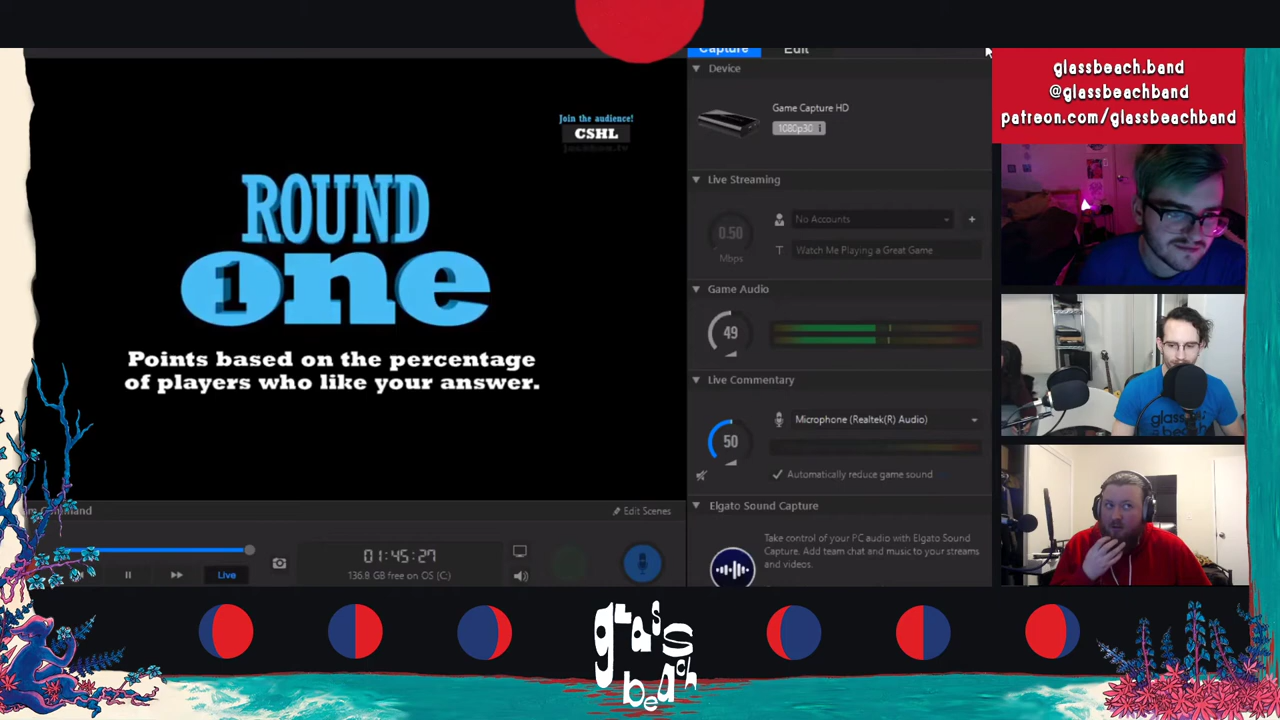 Capture Edit
glassbeach.band
@glassbeachband
patreon.com/glassbeachband
Device
Game Capture HD
1080p30 i
Join the audience!
CSHL
ROUND
1
one
Points based on the percentage
of players who like your answer.
Live Streaming
0.50
Mbps
No Accounts
+
T Watch Me Playing a Great Game
Game Audio
49
Live Commentary
Microphone (Realtek(R) Audio)
50
Automatically reduce game sound
Elgato Sound Capture
Take control of your PC audio with Elgato Sound
Capture. Add team chat and music to your streams
and videos.
Command
Edit Scenes
01:45:27
136.8 GB free on OS (C:)
Live
glass
beach
glass
beach